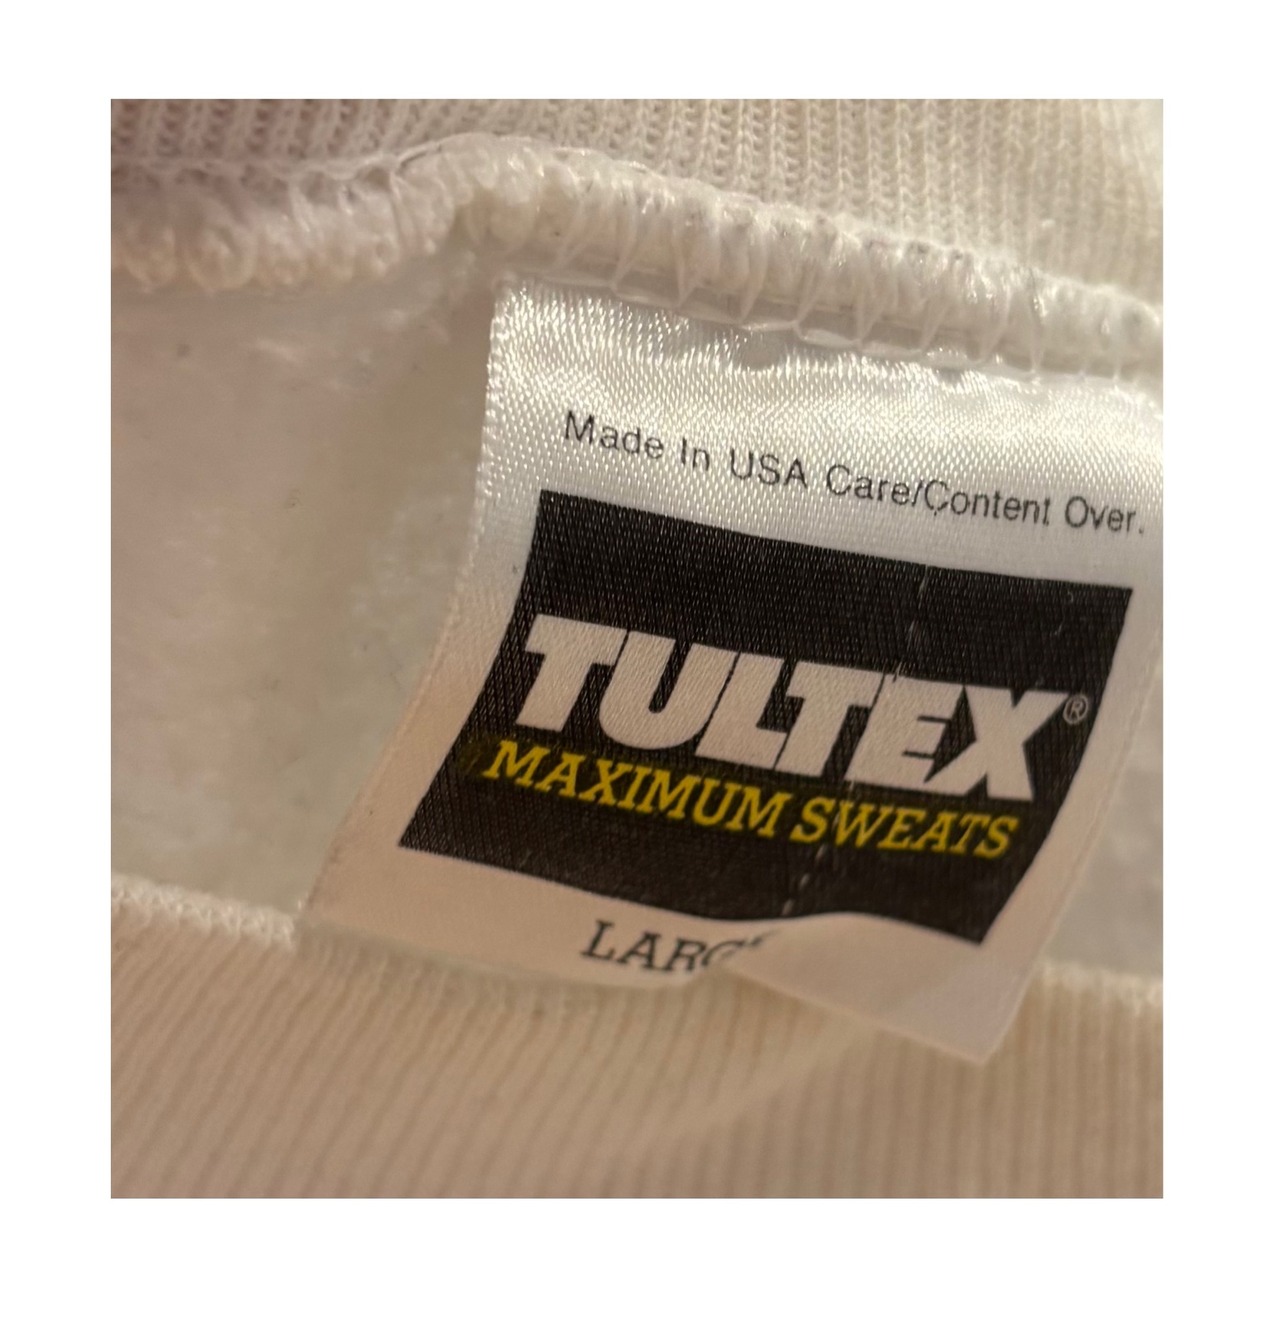 Made In USA Care/Content Over.
TULTEX®
MAXIMUM SWEATS